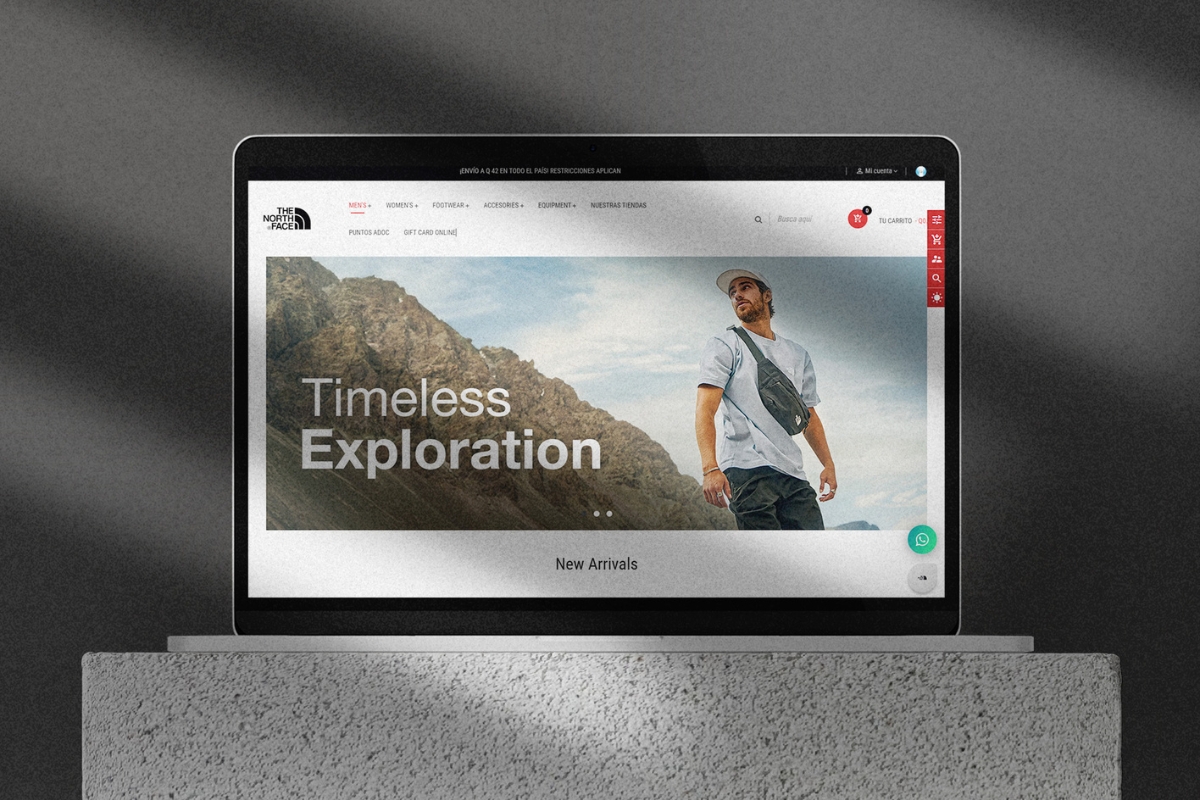 ¡ENVÍO A Q 42 EN TODO EL PAÍS! RESTRICCIONES APLICAN
Mi cuenta
THE
NORTH
FACE
MEN'S +
WOMEN'S +
FOOTWEAR +
ACCESORIES +
EQUIPMENT +
NUESTRAS TIENDAS
PUNTOS ADOC
GIFT CARD ONLINE
Busca aquí
0
TU CARRITO
Timeless
Exploration
New Arrivals